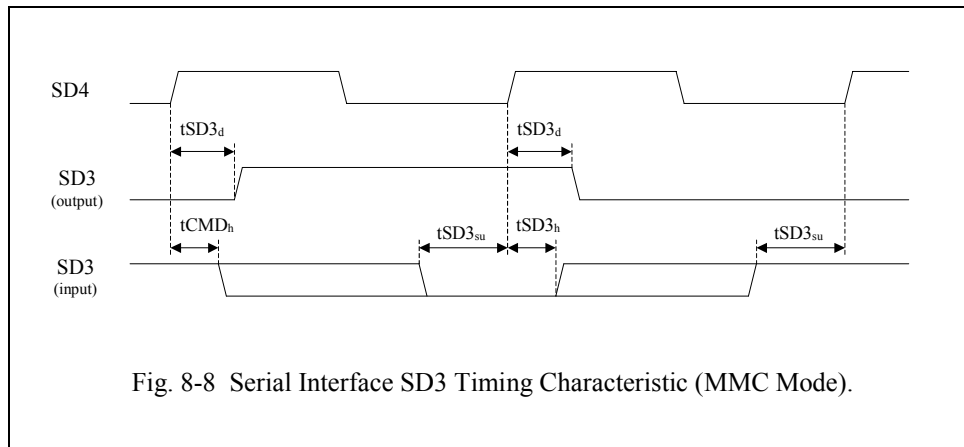 SD4
tSD3d
tSD3d
SD3
(output)
tCMDh
tSD3su
tSD3h
tSD3su
SD3
(input)
Fig. 8-8 Serial Interface SD3 Timing Characteristic (MMC Mode).